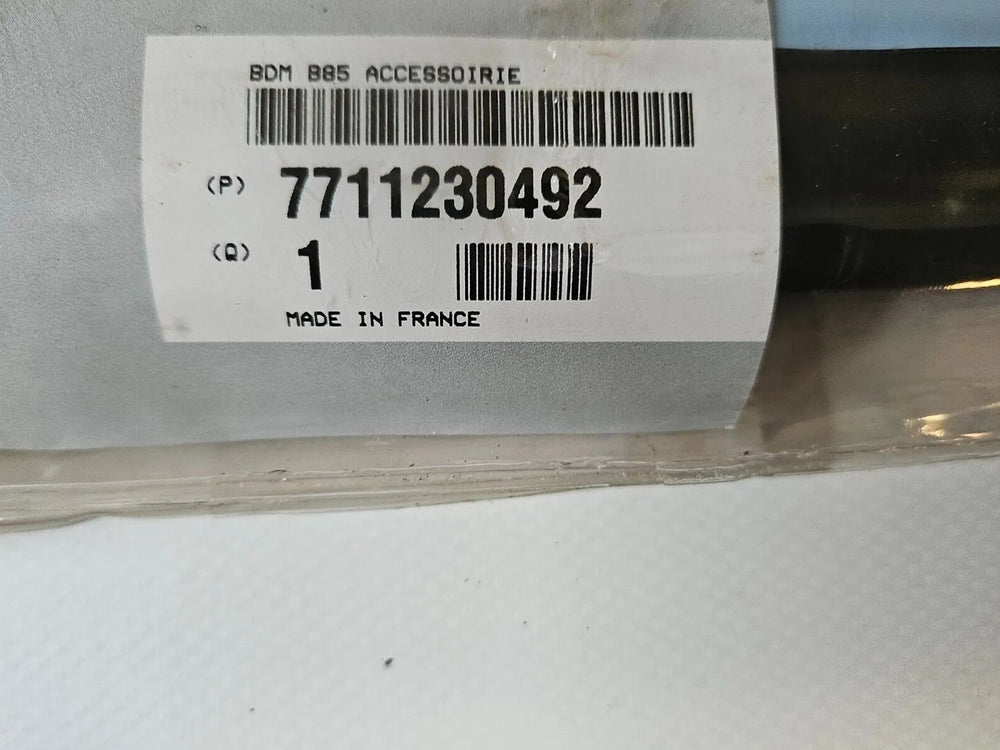 BDM B85 ACCESSOIRIE
(P) 7711230492
(Q) 1
MADE IN FRANCE